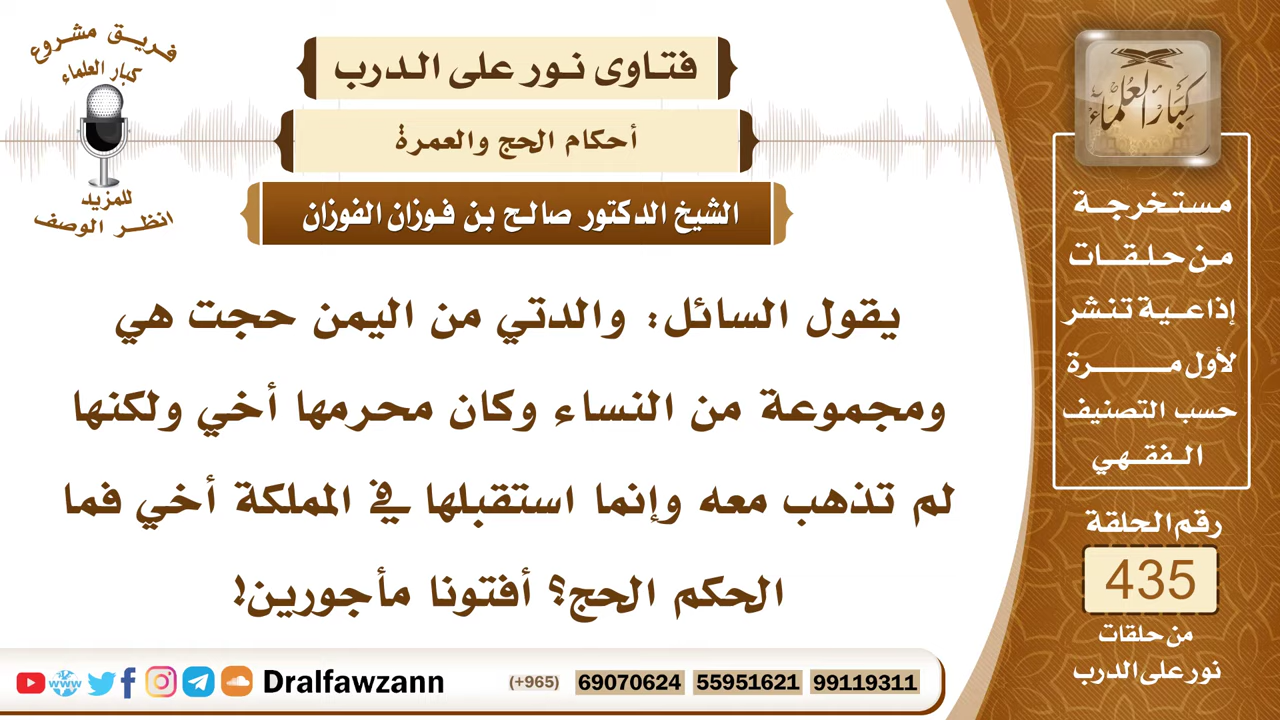 فريق مشروع
كبار العلماء
للمزيد
انظر الوصف
فتاوى نور على الدرب
أحكام الحج والعمرة
الشيخ الدكتور صالح بن فوزان الفوزان
يقول السائل: والدتي من اليمن حجت هي
ومجموعة من النساء وكان محرمها أخي ولكنها
لم تذهب معه وإنما استقبلها في المملكة أخي فما
الحكم الحج؟ أفتونا مأجورين!
كبار العلماء
مستخرجة
من حلقات
إذاعية تنشر
لأول مرة
حسب التصنيف
الفقهي
رقم الحلقة
435
من حلقات
نور على الدرب
www Dralfawzann (+965) 69070624 55951621 99119311